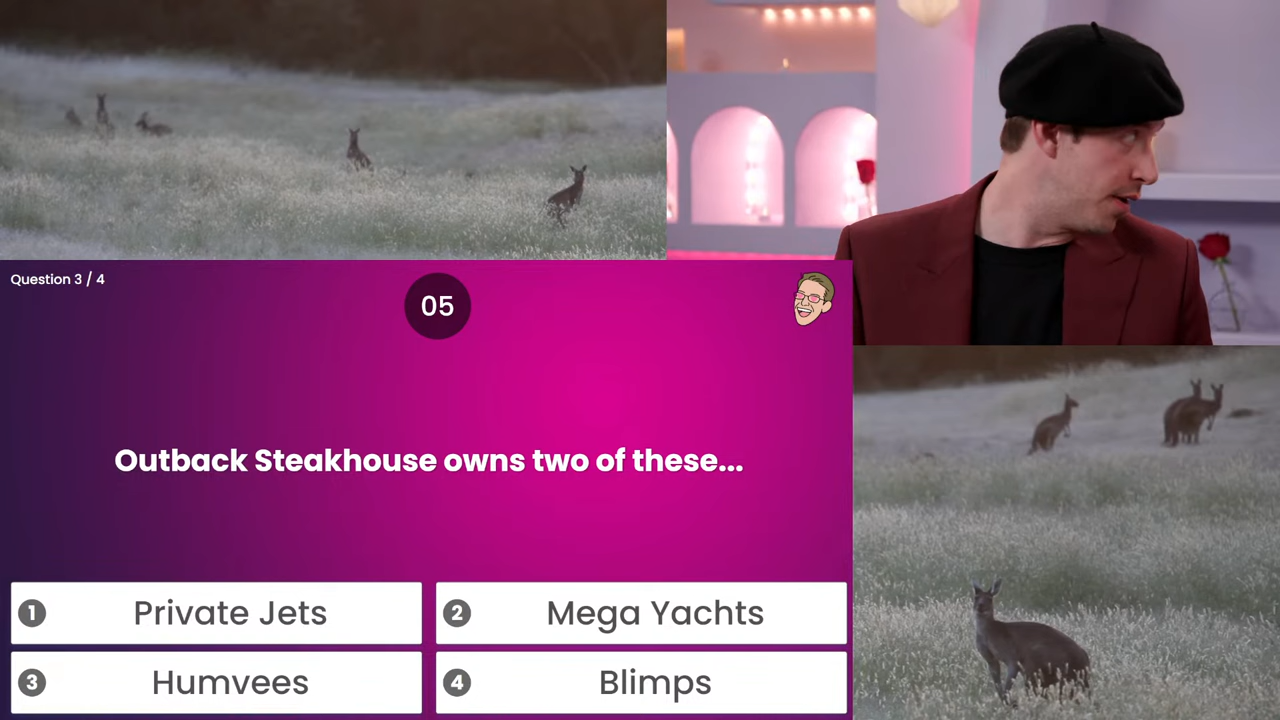 Question 3 / 4
05
Outback Steakhouse owns two of these...
1 Private Jets
2 Mega Yachts
3 Humvees
4 Blimps